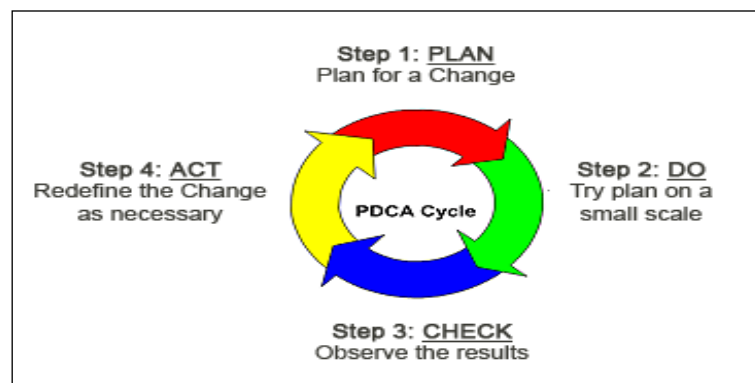 Step 1: PLAN
Plan for a Change
Step 4: ACT
Redefine the Change
as necessary
PDCA Cycle
Step 2: DO
Try plan on a
small scale
Step 3: CHECK
Observe the results